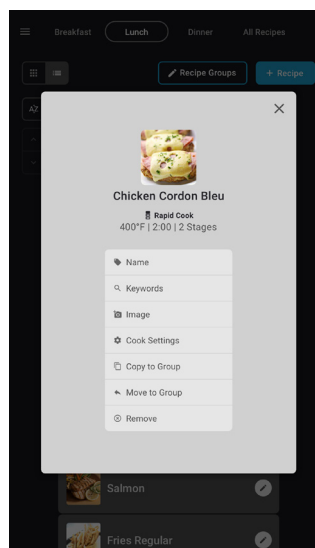 Breakfast
Lunch
Dinner
All Recipes
Recipe Groups
+ Recipe
AZ
Chicken Cordon Bleu
Rapid Cook
400°F | 2:00 | 2 Stages
Name
Keywords
Image
Cook Settings
Copy to Group
Move to Group
Remove
Salmon
Fries Regular